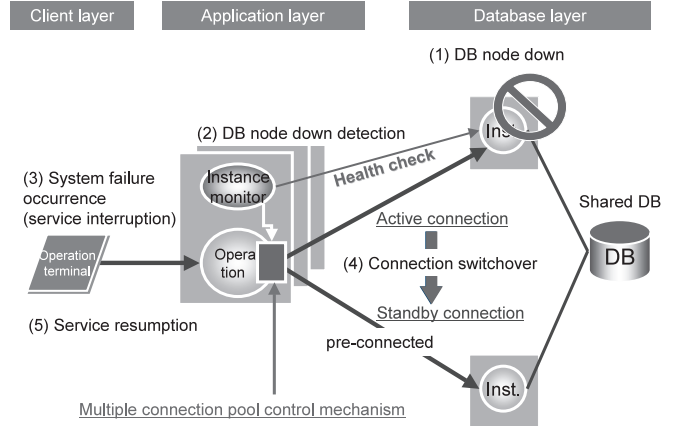 Client layer
Application layer
Database layer
(1) DB node down
Inst.
(2) DB node down detection
Health check
Instance
monitor
(3) System failure
occurrence
(service interruption)
Shared DB
Active connection
Operation
terminal
Opera
tion
(4) Connection switchover
DB
(5) Service resumption
Standby connection
pre-connected
Inst.
Multiple connection pool control mechanism